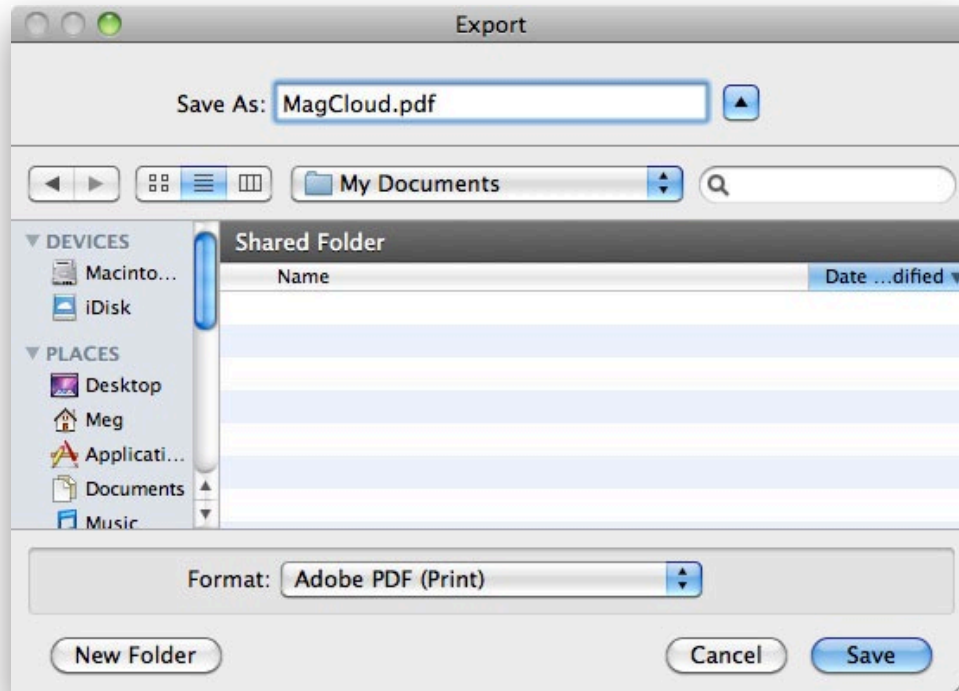 Export
Save As: MagCloud.pdf
My Documents
DEVICES
Macinto...
iDisk
PLACES
Desktop
Meg
Applicati...
Documents
Music
Shared Folder
Name Date ...dified
Format: Adobe PDF (Print)
New Folder Cancel Save